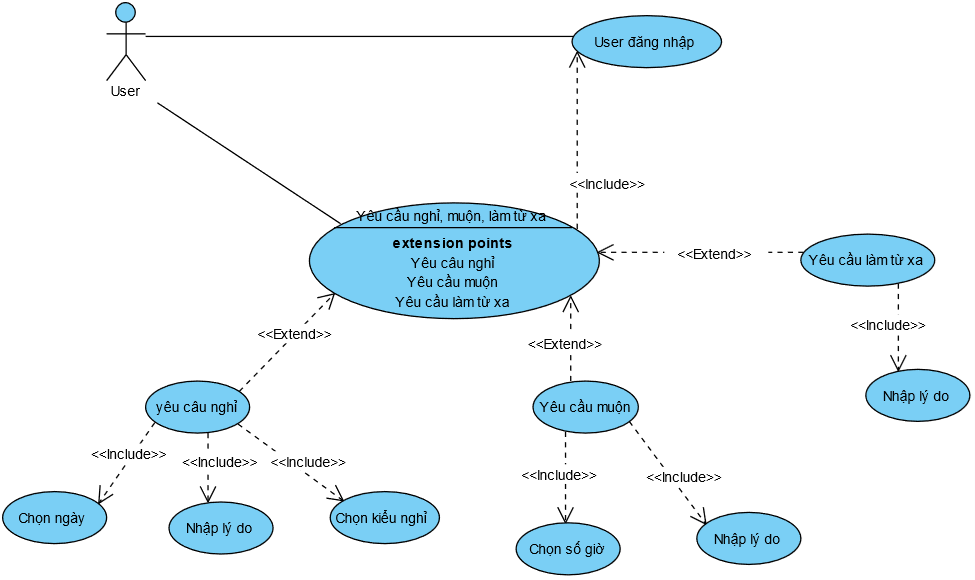 User
User đăng nhập
<<Include>>
Yêu cầu nghỉ, muộn, làm từ xa
extension points
Yêu câu nghỉ
Yêu cầu muộn
Yêu cầu làm từ xa
<<Extend>>
Yêu cầu làm từ xa
<<Include>>
Nhập lý do
<<Extend>>
<<Extend>>
yêu câu nghỉ
Yêu cầu muộn
<<Include>>
<<Include>>
<<Include>>
<<Include>>
<<Include>>
Chọn ngày
Nhập lý do
Chọn kiểu nghỉ
Chọn số giờ
Nhập lý do